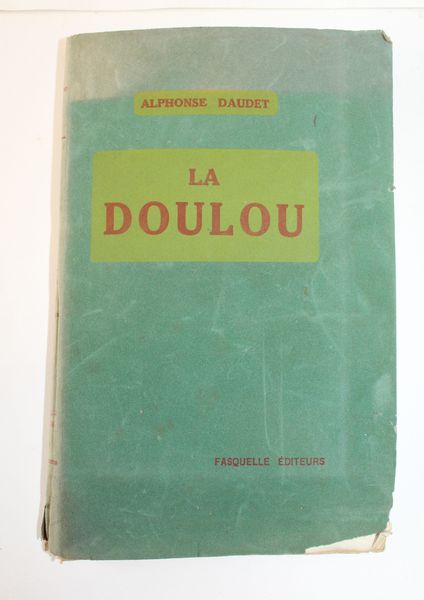 ALPHONSE DAUDET
LA
DOULOU
FASQUELLE ÉDITEURS